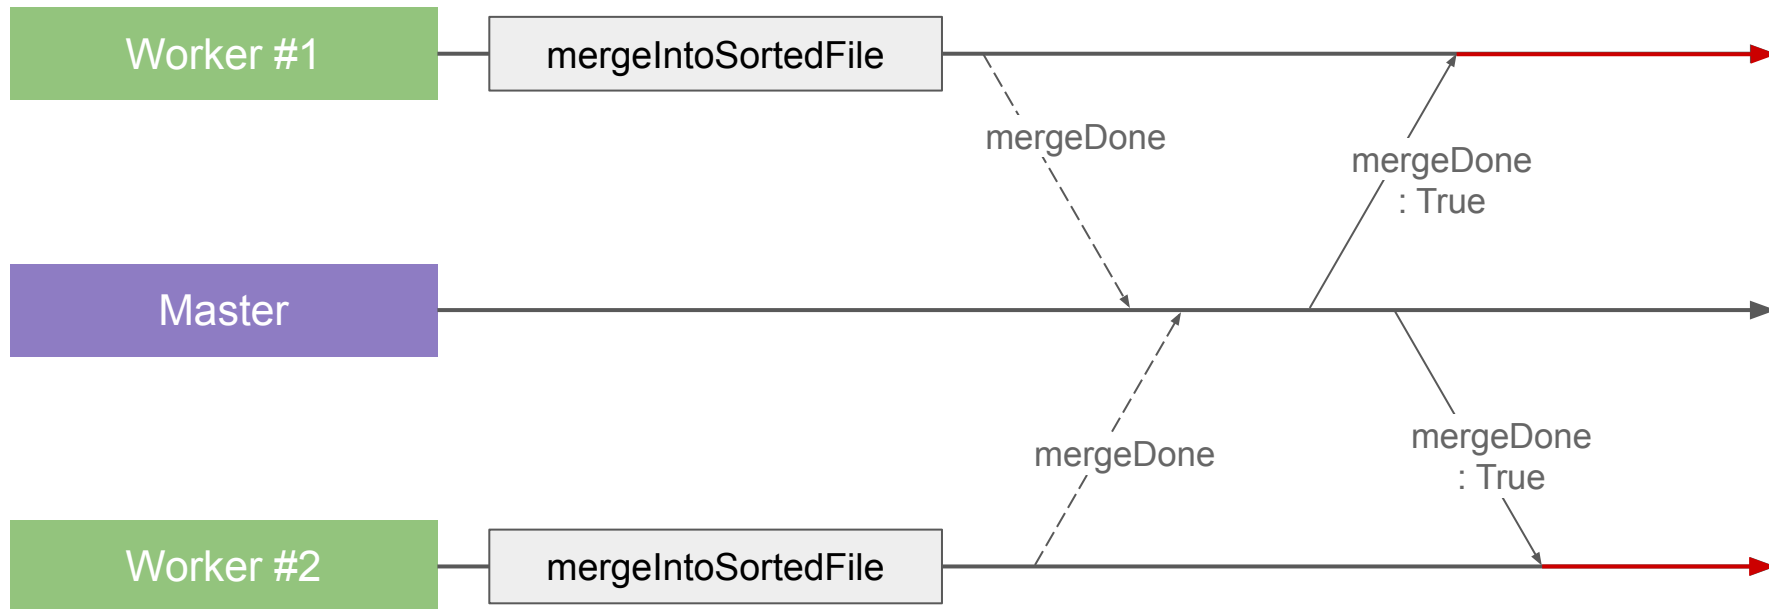 Worker #1
mergeIntoSortedFile
mergeDone
mergeDone
: True
Master
mergeDone
mergeDone
: True
Worker #2
mergeIntoSortedFile